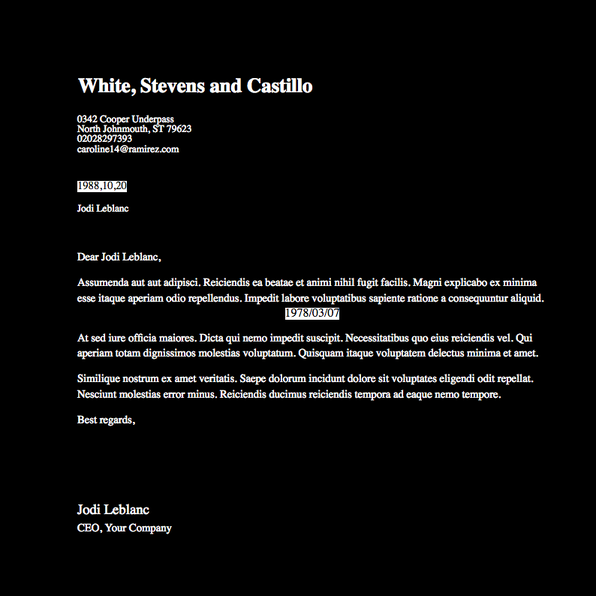 White, Stevens and Castillo
0342 Cooper Underpass
North Johnmouth, ST 79623
02028297393
caroline14@ramirez.com
1988,10,20
Jodi Leblanc
Dear Jodi Leblanc,
Assumenda aut aut adipisci. Reiciendis ea beatae et animi nihil fugit facilis. Magni explicabo ex minima
esse itaque aperiam odio repellendus. Impedit labore voluptatibus sapiente ratione a consequuntur aliquid.
1978/03/07
At sed iure officia maiores. Dicta qui nemo impedit suscipit. Necessitatibus quo eius reiciendis vel. Qui
aperiam totam dignissimos molestias voluptatum. Quisquam itaque voluptatem delectus minima et amet.
Similique nostrum ex amet veritatis. Saepe dolorum incidunt dolore sit voluptates eligendi odit repellat.
Nesciunt molestias error minus. Reiciendis ducimus reiciendis tempora ad eaque nemo tempore.
Best regards,
Jodi Leblanc
CEO, Your Company